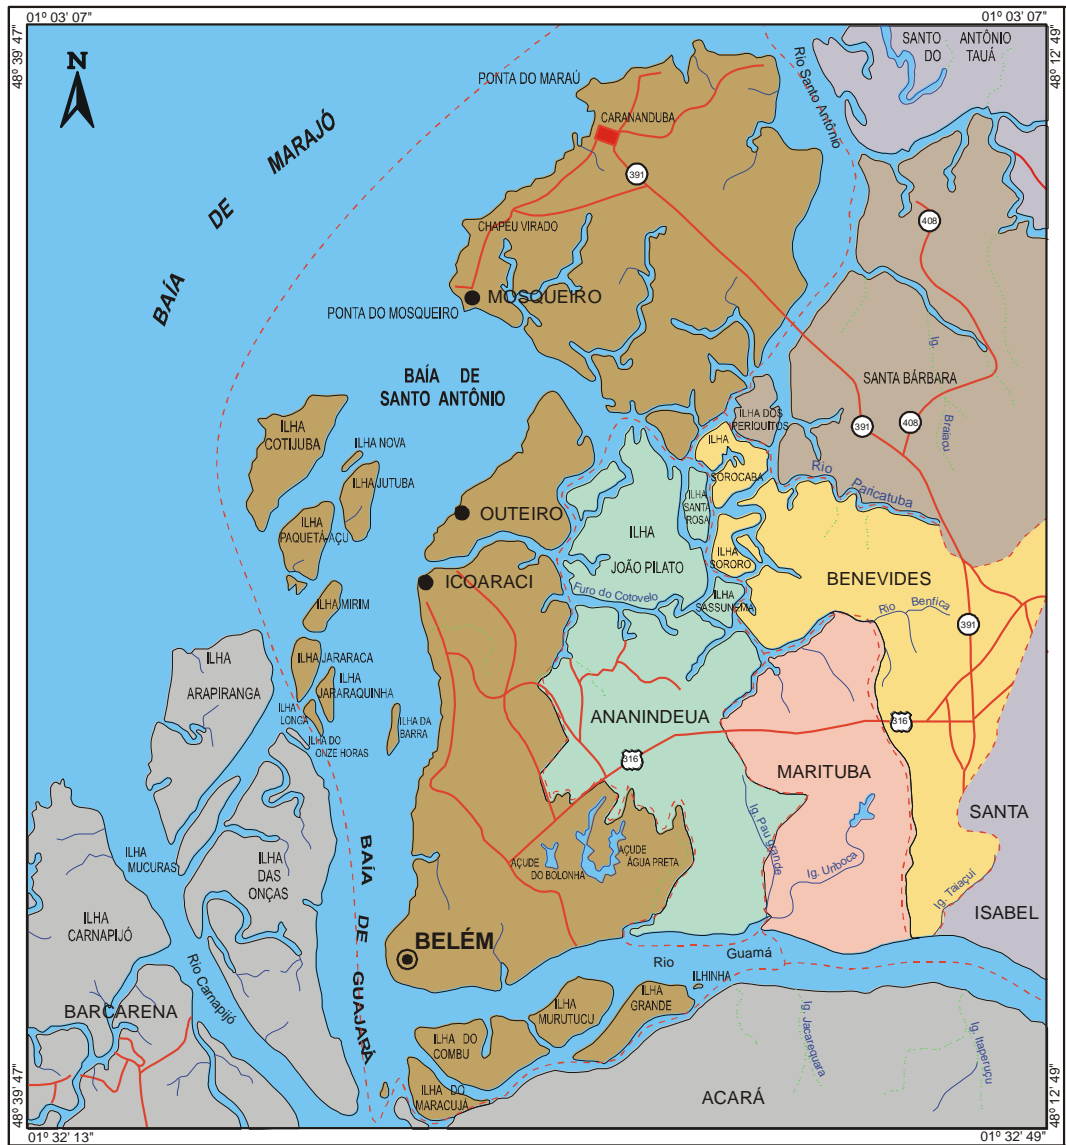 01º 03' 07"
01º 03' 07"
48º 39' 47"
48º 12' 49"
N
SANTO ANTÔNIO
DO TAUÁ
Rio Santo Antônio
PONTA DO MARAÚ
CARANANDUBA
BAÍA DE MARAJÓ
391
408
CHAPÉU VIRADO
MOSQUEIRO
PONTA DO MOSQUEIRO
Ig. Braiaou
BAÍA DE
SANTO ANTÔNIO
SANTA BÁRBARA
ILHA
COTIJUBA
ILHA NOVA
ILHA DOS
PERIQUITOS
391
408
ILHA
SOROCABA
Rio Paricatuba
ILHA JUTUBA
ILHA
SANTA
ROSA
OUTEIRO
ILHA
PAQUETÁ-AÇU
ILHA
JOÃO PILATO
ILHA
SORORO
ICOARACI
BENEVIDES
Furo do Cotovelo
ILHA
SASSUNEMA
ILHA MIRIM
Rio Benfica
391
ILHA
ARAPIRANGA
ILHA JARARACA
ILHA
JARARAQUINHA
ILHA
LONGA
ILHA DA
BARRA
ILHA DO
ONZE HORAS
ANANINDEUA
316
316
MARITUBA
SANTA
ISABEL
Ig. Pau grande
ILHA
MUCURAS
ILHA
DAS
ONÇAS
BAÍA DE GUAJARÁ
AÇUDE
DO BOLONHA
AÇUDE
ÁGUA PRETA
Ig. Uriboca
Ig. Taiaçuí
ILHA
CARNAPIJÓ
BELÉM
Rio Guamá
Rio Carnapijó
ILHINHA
ILHA
GRANDE
BARCARENA
ILHA
MURUTUCU
ILHA DO
COMBU
Ig. Jacarequara
Ig. Itaperuçu
ILHA DO
MARACUJÁ
ACARÁ
48º 39' 47"
48º 12' 49"
01º 32' 13"
01º 32' 49"